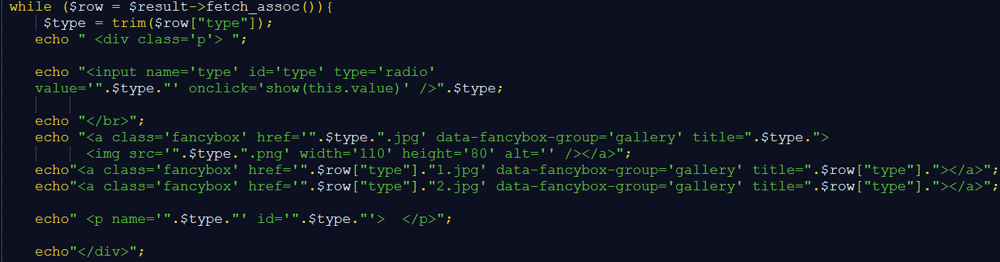 while ($row = $result->fetch_assoc()){
$type = trim($row["type"]);
echo " <div class='p'> ";
echo "<input name='type' id='type' type='radio'
value='".$type."' onclick='show(this.value)' />".$type;
echo "</br>";
echo "<a class='fancybox' href='".$type.".jpg' data-fancybox-group='gallery' title=".$type.">
<img src='".$type.".png' width='110' height='80' alt='' /></a>";
echo"<a class='fancybox' href='".$row["type"]."1.jpg' data-fancybox-group='gallery' title=".$row["type"]."></a>";
echo"<a class='fancybox' href='".$row["type"]."2.jpg' data-fancybox-group='gallery' title=".$row["type"]."></a>";
echo" <p name='".$type."' id='".$type."'>  </p>";
echo"</div>";